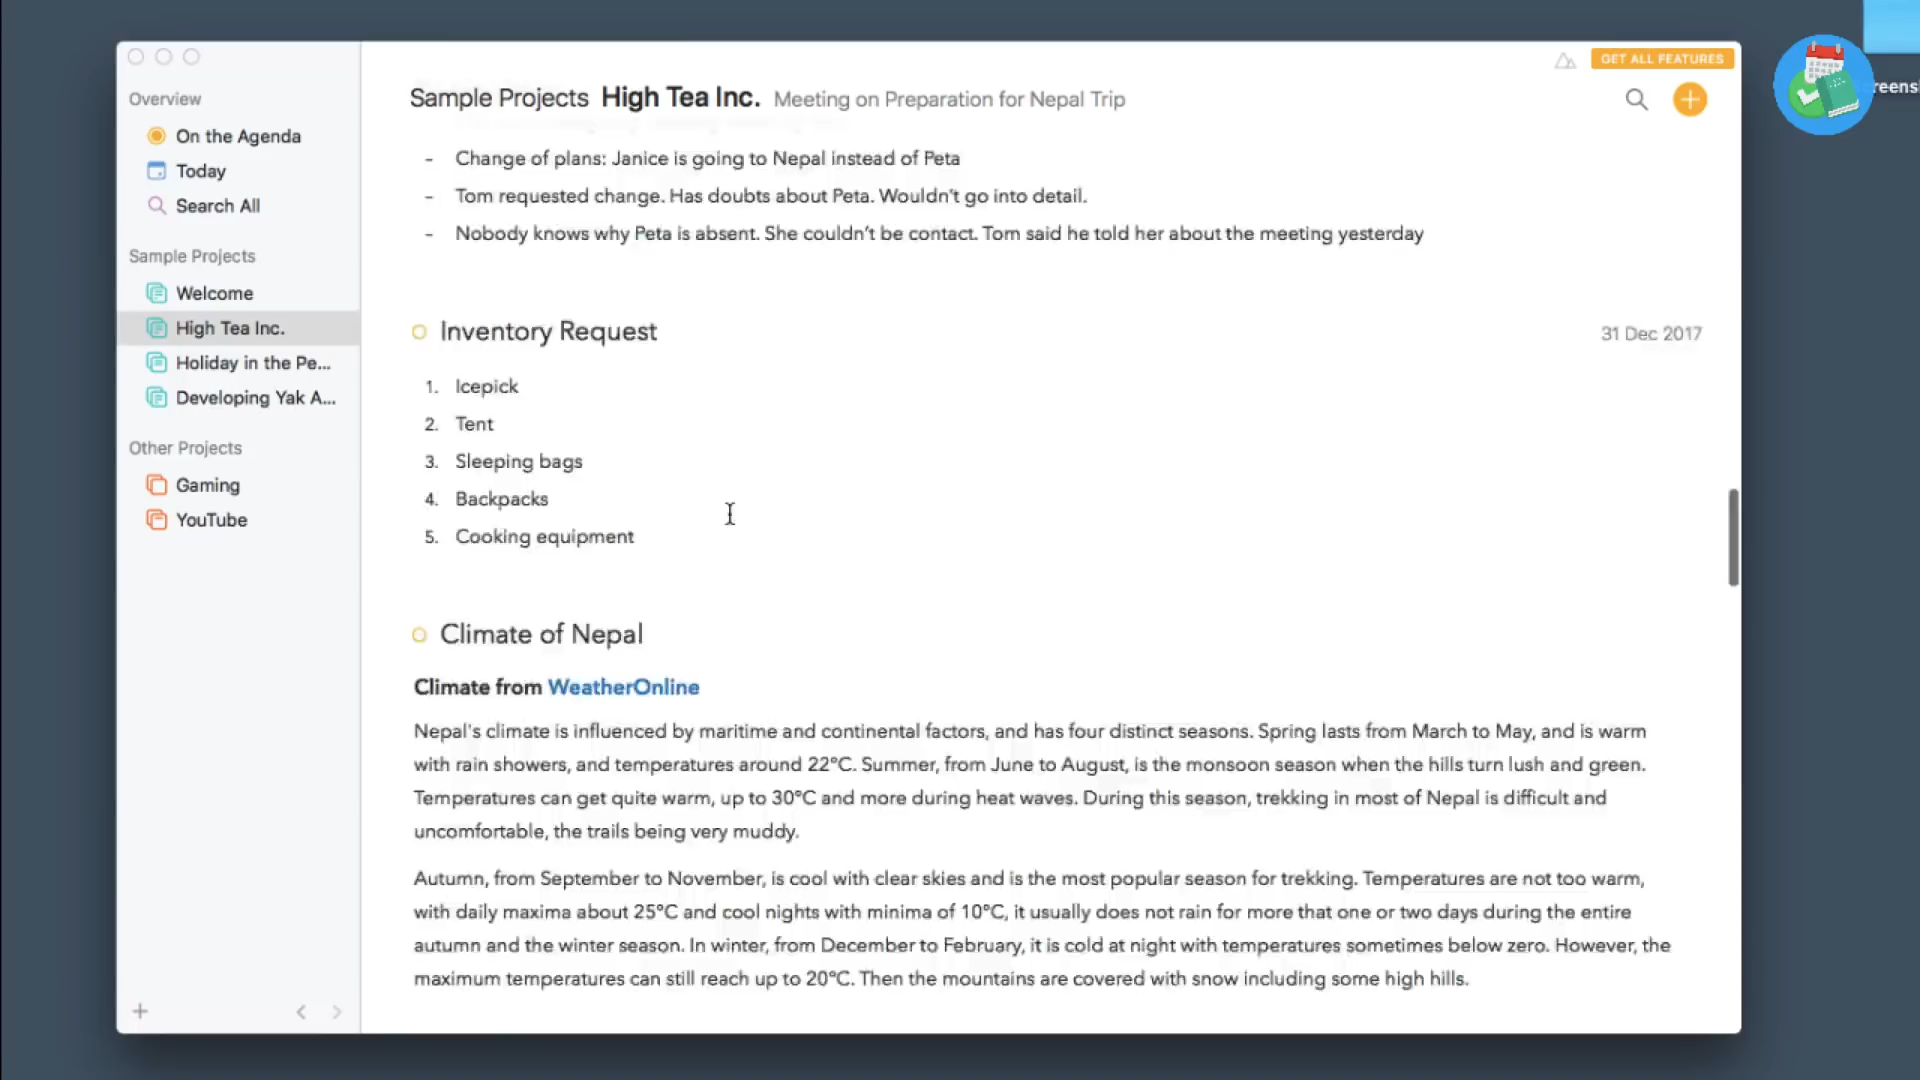 GET ALL FEATURES
Sample Projects High Tea Inc. Meeting on Preparation for Nepal Trip
Overview
On the Agenda
Today
Search All
Sample Projects
Welcome
High Tea Inc.
Holiday in the Pe...
Developing Yak A...
Other Projects
Gaming
YouTube
- Change of plans: Janice is going to Nepal instead of Peta
- Tom requested change. Has doubts about Peta. Wouldn't go into detail.
- Nobody knows why Peta is absent. She couldn't be contact. Tom said he told her about the meeting yesterday
Inventory Request 31 Dec 2017
1. Icepick
2. Tent
3. Sleeping bags
4. Backpacks
5. Cooking equipment
Climate of Nepal
Climate from WeatherOnline
Nepal's climate is influenced by maritime and continental factors, and has four distinct seasons. Spring lasts from March to May, and is warm
with rain showers, and temperatures around 22°C. Summer, from June to August, is the monsoon season when the hills turn lush and green.
Temperatures can get quite warm, up to 30°C and more during heat waves. During this season, trekking in most of Nepal is difficult and
uncomfortable, the trails being very muddy.
Autumn, from September to November, is cool with clear skies and is the most popular season for trekking. Temperatures are not too warm,
with daily maxima about 25°C and cool nights with minima of 10°C, it usually does not rain for more that one or two days during the entire
autumn and the winter season. In winter, from December to February, it is cold at night with temperatures sometimes below zero. However, the
maximum temperatures can still reach up to 20°C. Then the mountains are covered with snow including some high hills.